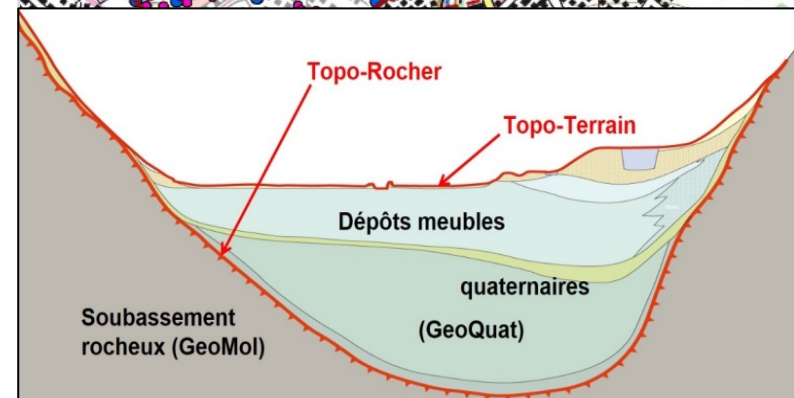 Topo-Rocher
Topo-Terrain
Dépôts meubles
quaternaires
(GeoQuat)
Soubassement
rocheux (GeoMol)